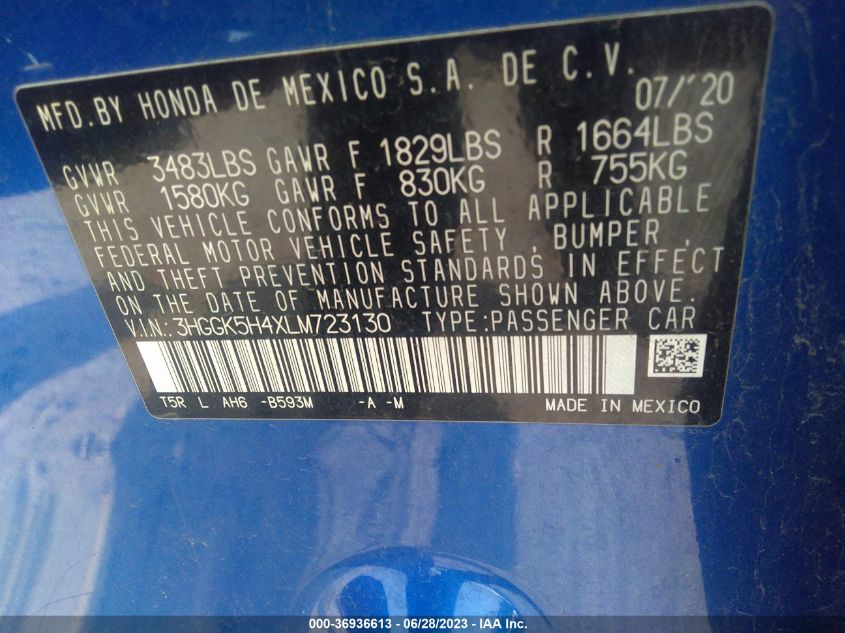 MFD.BY HONDA DE MEXICO S.A. DE C.V.
07/'20
GVWR 3483LBS GAWR F 1829LBS R 1664LBS
GVWR 1580KG GAWR F 830KG R 755KG
THIS VEHICLE CONFORMS TO ALL APPLICABLE
FEDERAL MOTOR VEHICLE SAFETY, BUMPER,
AND THEFT PREVENTION STANDARDS IN EFFECT
ON THE DATE OF MANUFACTURE SHOWN ABOVE.
V.I.N.: 3HGGK5H4XLM723130 TYPE:PASSENGER CAR
T5R L AH6 -B593M -A -M MADE IN MEXICO
000-36936613 - 06/28/2023 - IAA Inc.